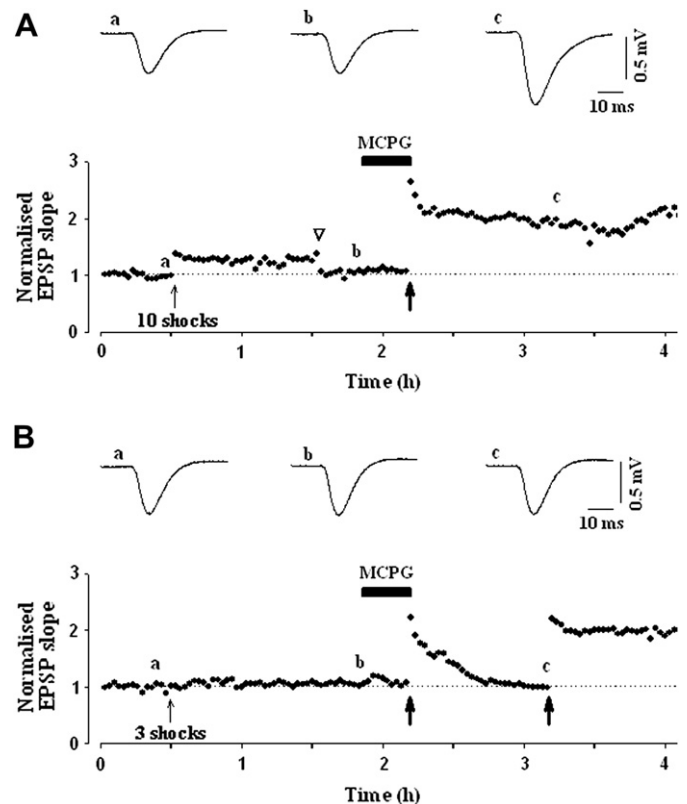 A
a
b
c
0.5 mV
10 ms
MCPG
3
2
1
0
Normalised
EPSP slope
a
b
c
10 shocks
0
1
2
3
4
Time (h)
B
a
b
c
0.5 mV
10 ms
MCPG
3
2
1
0
Normalised
EPSP slope
a
b
c
3 shocks
0
1
2
3
4
Time (h)